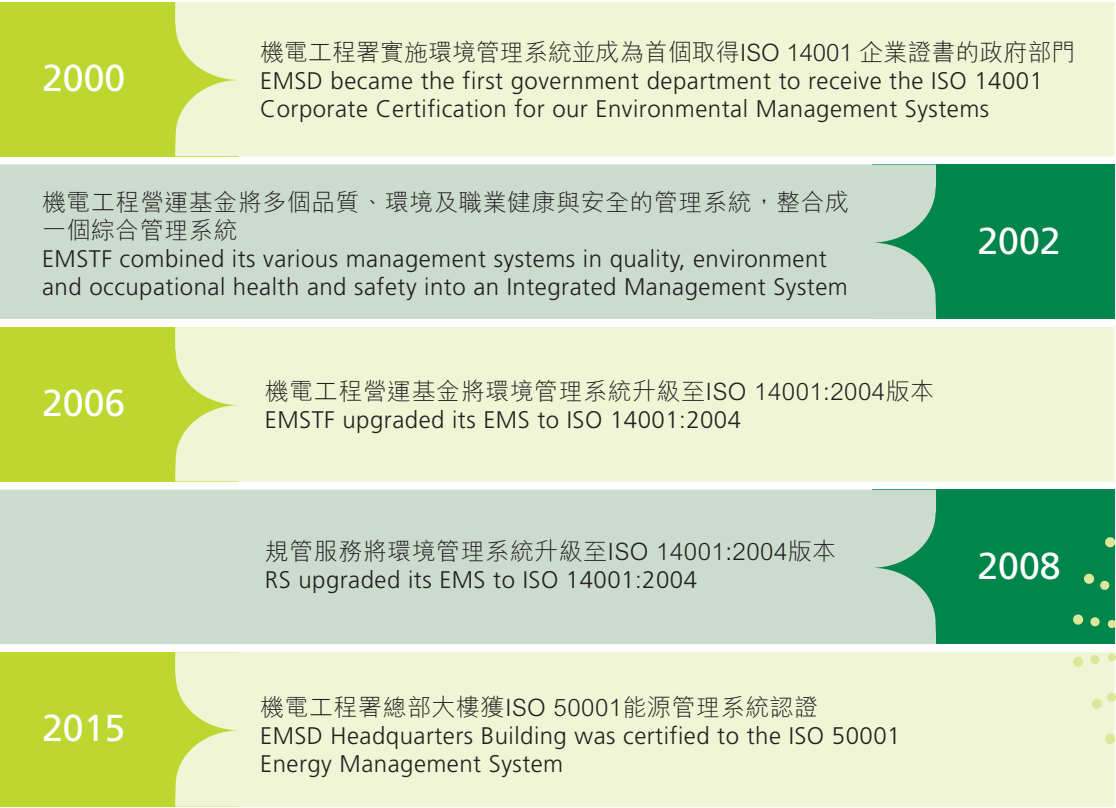 2000
機電工程署實施環境管理系統並成為首個取得ISO 14001 企業證書的政府部門
EMSD became the first government department to receive the ISO 14001
Corporate Certification for our Environmental Management Systems
機電工程營運基金將多個品質、環境及職業健康與安全的管理系統，整合成
一個綜合管理系統
EMSTF combined its various management systems in quality, environment
and occupational health and safety into an Integrated Management System
2002
2006
機電工程營運基金將環境管理系統升級至ISO 14001:2004版本
EMSTF upgraded its EMS to ISO 14001:2004
規管服務將環境管理系統升級至ISO 14001:2004版本
RS upgraded its EMS to ISO 14001:2004
2008
2015
機電工程署總部大樓獲ISO 50001能源管理系統認證
EMSD Headquarters Building was certified to the ISO 50001
Energy Management System